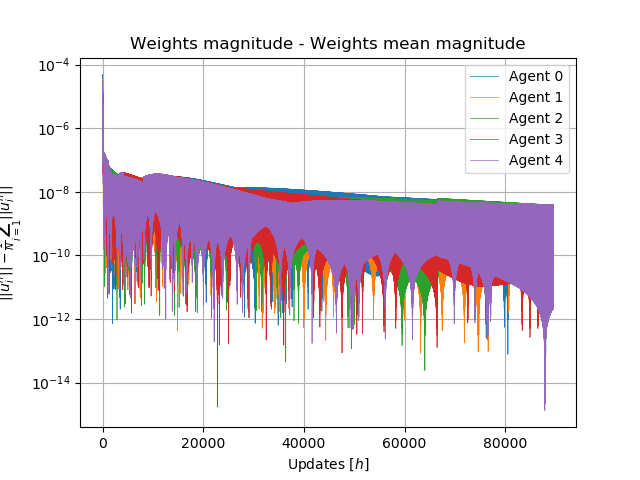 Weights magnitude - Weights mean magnitude
10⁻⁴
10⁻⁶
10⁻⁸
10⁻¹⁰
10⁻¹²
10⁻¹⁴
Agent 0
Agent 1
Agent 2
Agent 3
Agent 4
0
20000
40000
60000
80000
Updates [h]